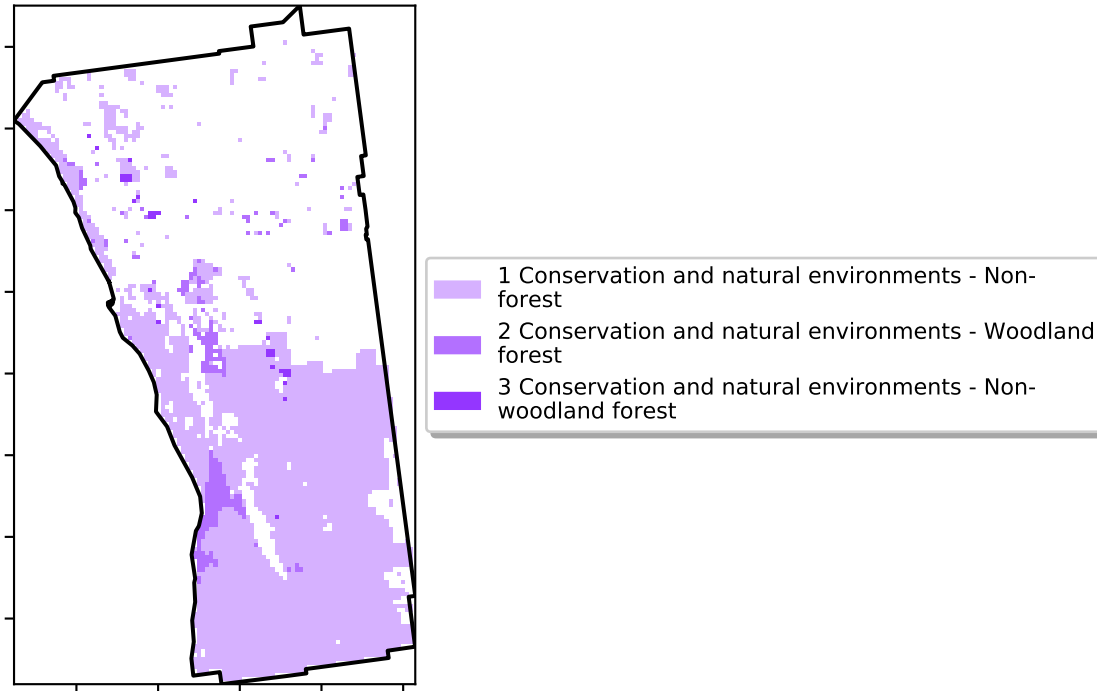 1 Conservation and natural environments - Non-
forest
2 Conservation and natural environments - Woodland
forest
3 Conservation and natural environments - Non-
woodland forest